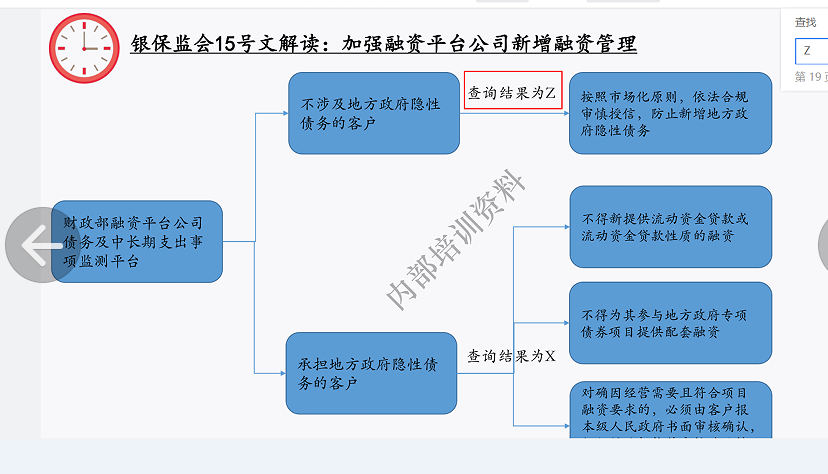 银保监会15号文解读：加强融资平台公司新增融资管理
查找
Z
第 19
不涉及地方政府隐性
债务的客户
查询结果为Z
按照市场化原则，依法合规
审慎授信，防止新增地方政
府隐性债务
财政部融资平台公司
债务及中长期支出事
项监测平台
内部培训资料
不得新提供流动资金贷款或
流动资金贷款性质的融资
不得为其参与地方政府专项
债券项目提供配套融资
承担地方政府隐性债
务的客户
查询结果为X
对确因经营需要且符合项目
融资要求的，必须由客户报
本级人民政府书面审核确认，